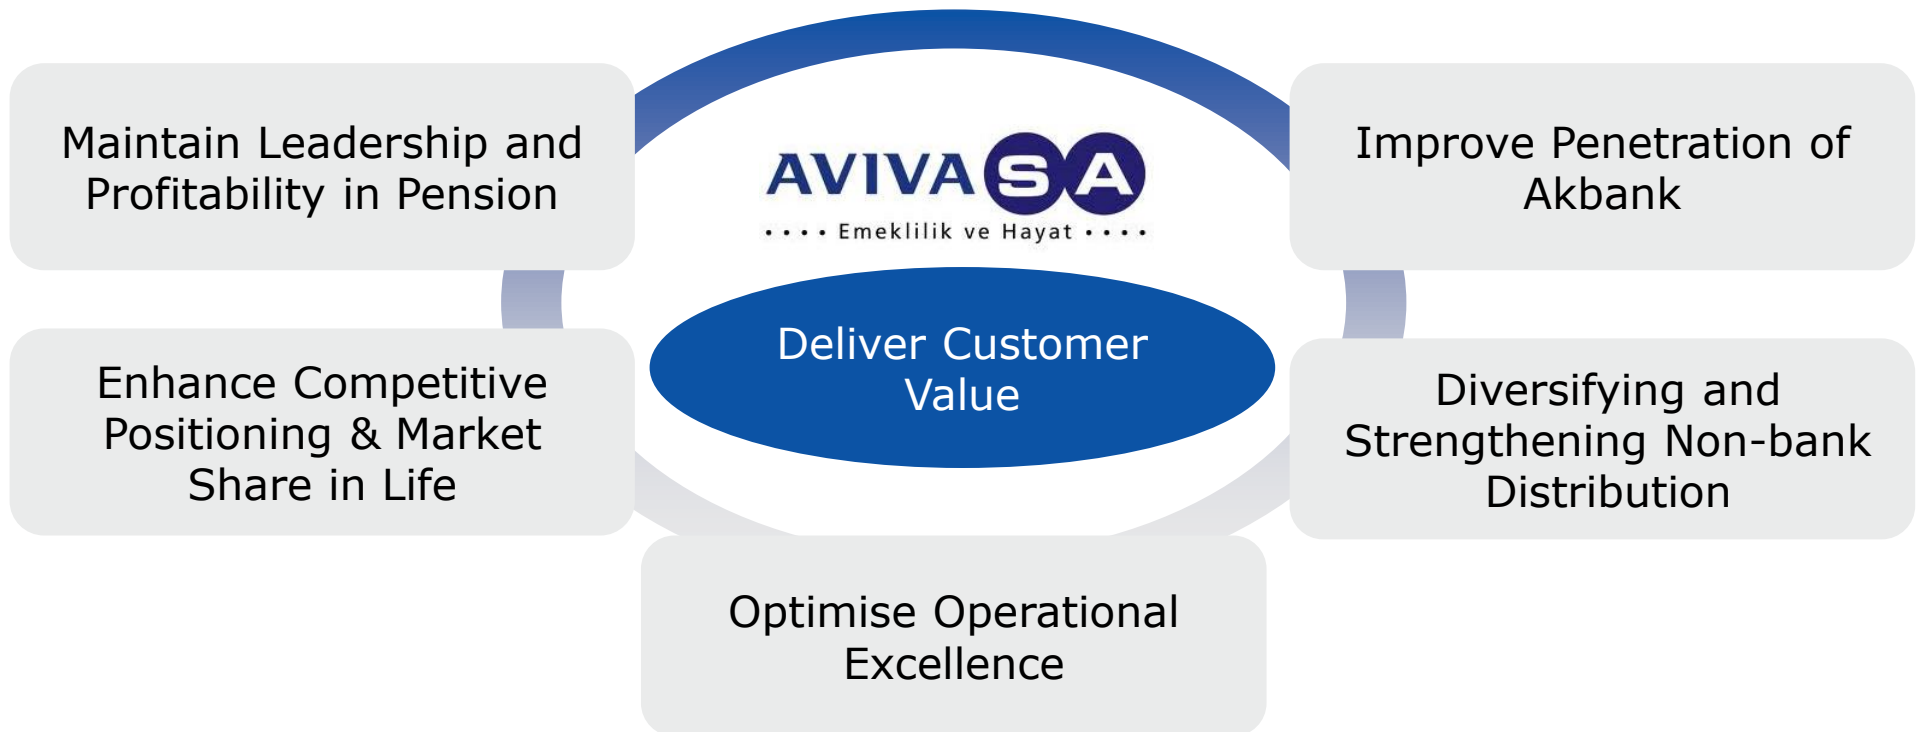 Maintain Leadership and
Profitability in Pension
AVIVASA
•••• Emeklilik ve Hayat ••••
Improve Penetration of
Akbank
Enhance Competitive
Positioning & Market
Share in Life
Deliver Customer
Value
Diversifying and
Strengthening Non-bank
Distribution
Optimise Operational
Excellence